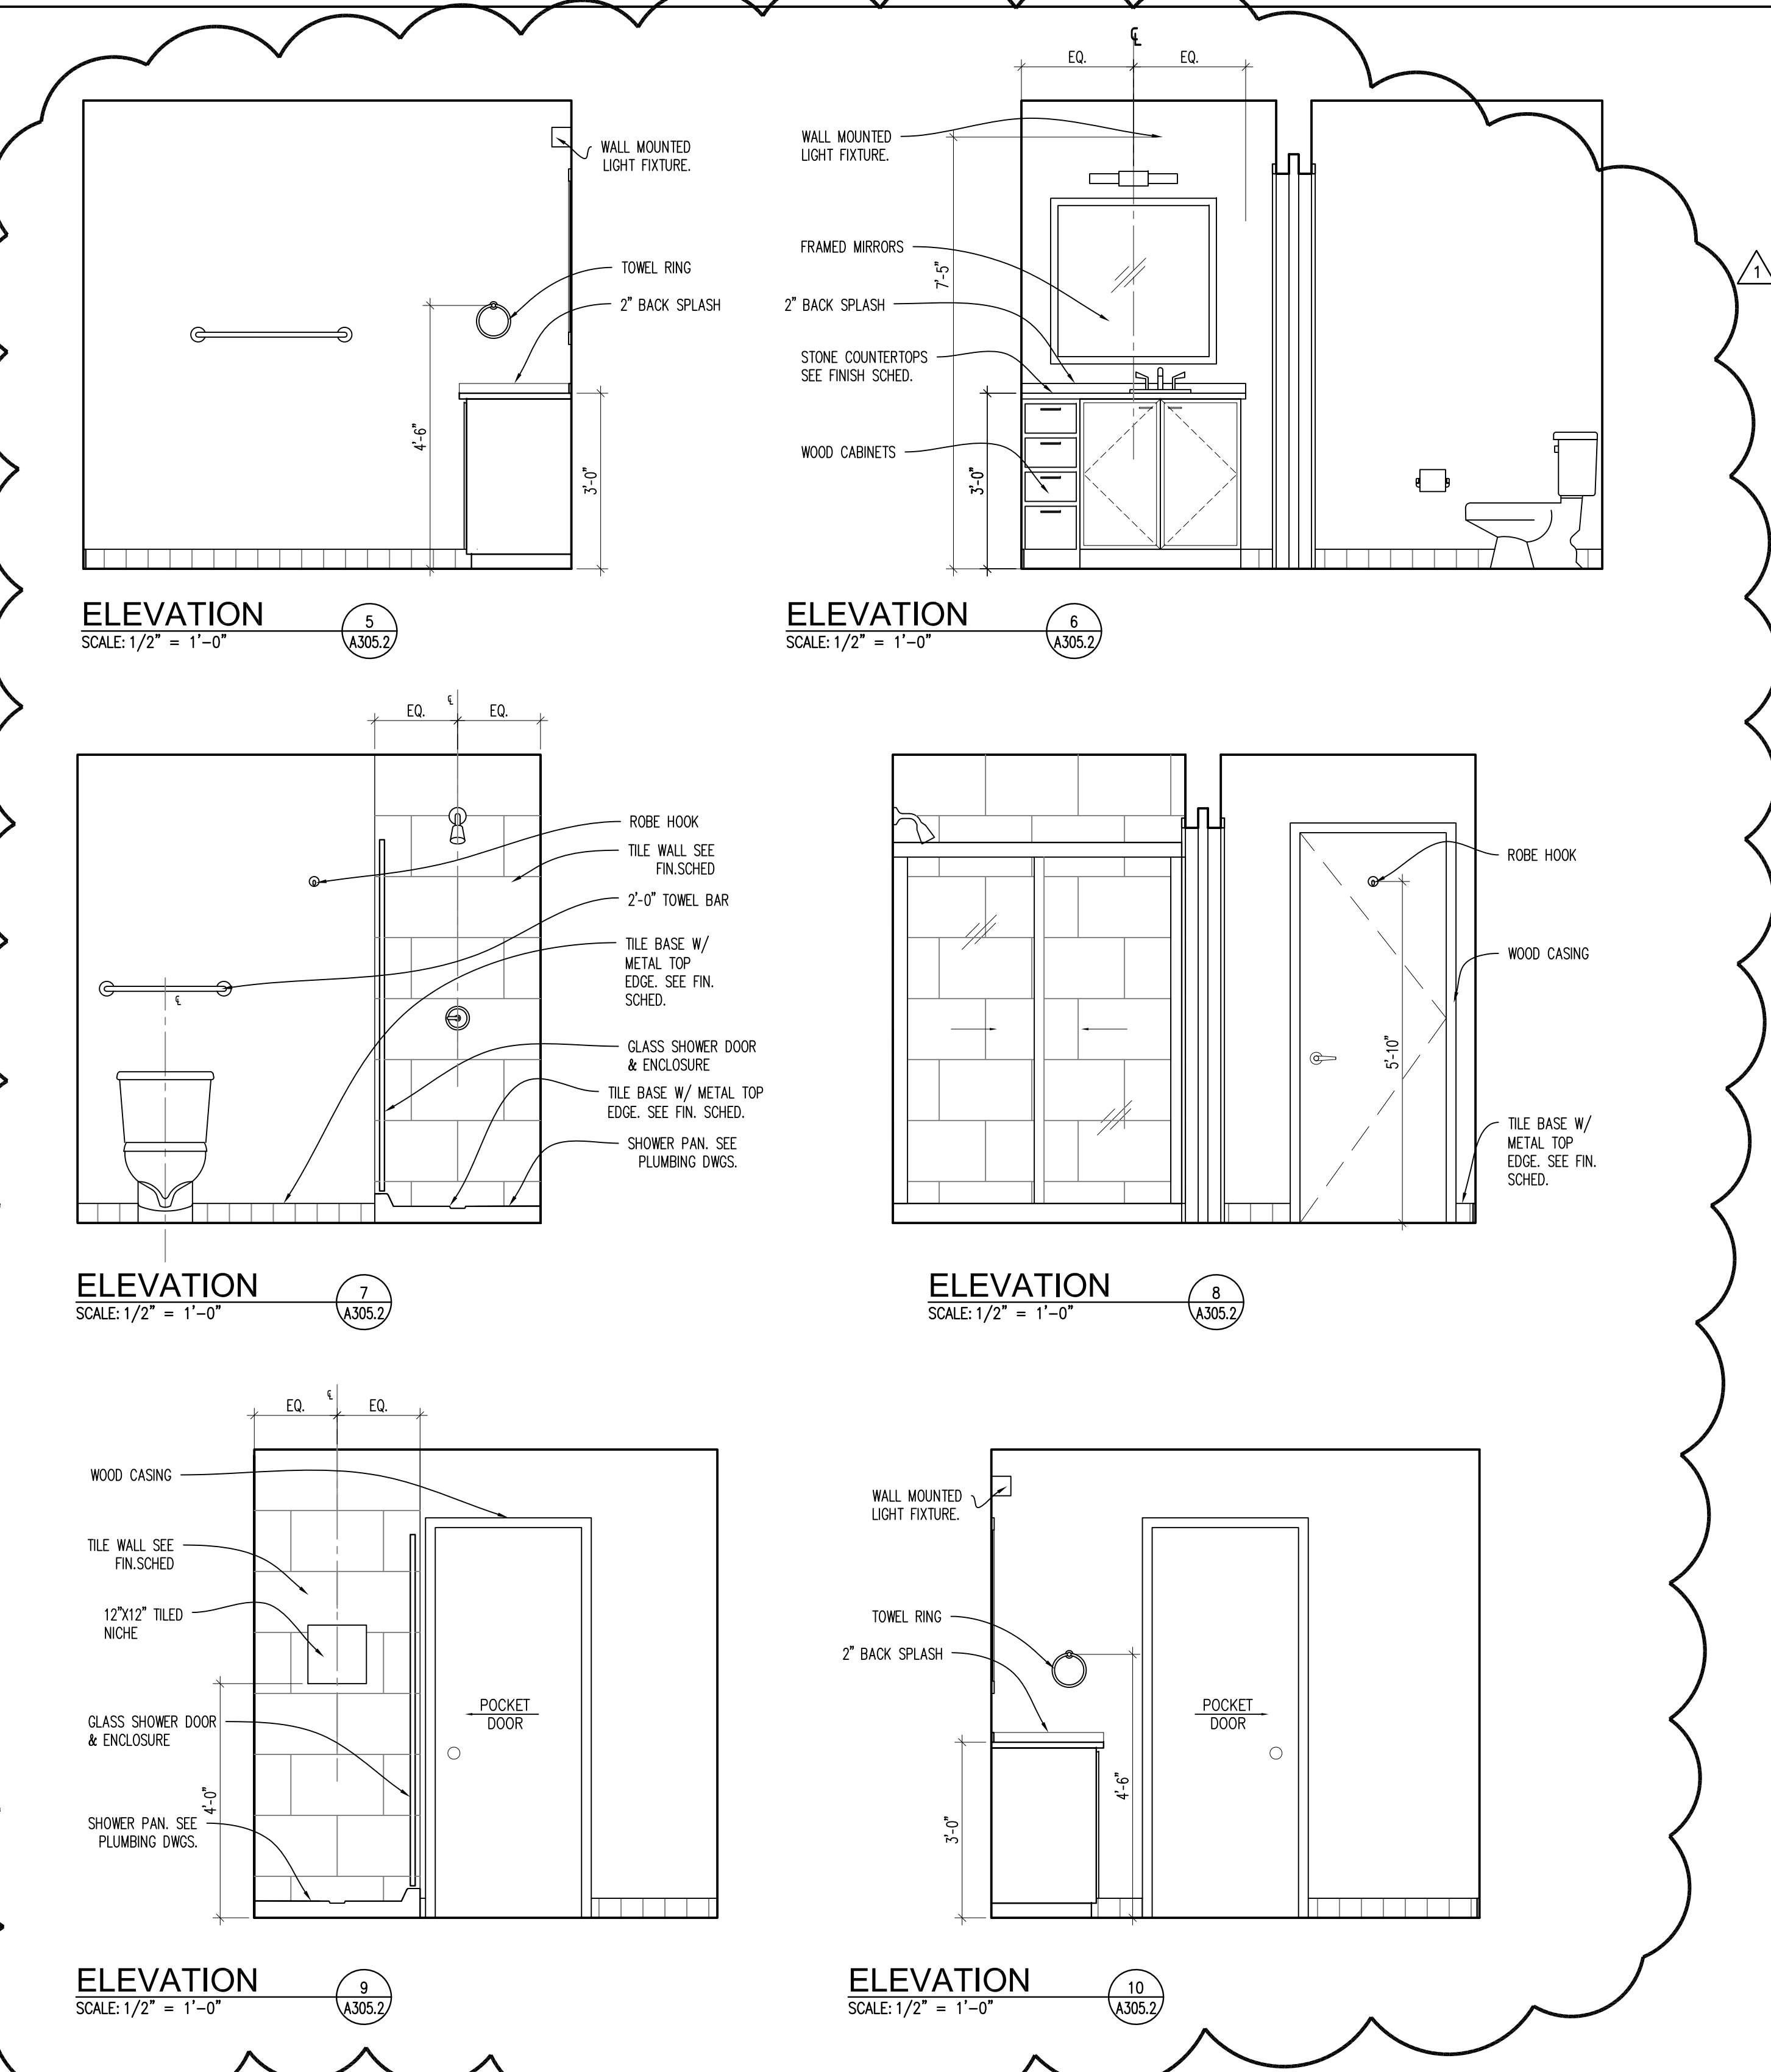 ℄
EQ.
EQ.
WALL MOUNTED
LIGHT FIXTURE.
TOWEL RING
2" BACK SPLASH
4'-6"
3'-0"
ELEVATION
SCALE: 1/2" = 1'-0"
5
A305.2
WALL MOUNTED
LIGHT FIXTURE.
7'-5"
FRAMED MIRRORS
2" BACK SPLASH
STONE COUNTERTOPS
SEE FINISH SCHED.
WOOD CABINETS
3'-0"
1
ELEVATION
SCALE: 1/2" = 1'-0"
6
A305.2
℄
EQ.
EQ.
ROBE HOOK
TILE WALL SEE
FIN.SCHED
2'-0" TOWEL BAR
TILE BASE W/
METAL TOP
EDGE. SEE FIN.
SCHED.
℄
GLASS SHOWER DOOR
& ENCLOSURE
TILE BASE W/ METAL TOP
EDGE. SEE FIN. SCHED.
SHOWER PAN. SEE
PLUMBING DWGS.
ELEVATION
SCALE: 1/2" = 1'-0"
7
A305.2
ROBE HOOK
WOOD CASING
5'-10"
TILE BASE W/
METAL TOP
EDGE. SEE FIN.
SCHED.
ELEVATION
SCALE: 1/2" = 1'-0"
8
A305.2
℄
EQ.
EQ.
WOOD CASING
TILE WALL SEE
FIN.SCHED
12"X12" TILED
NICHE
GLASS SHOWER DOOR
& ENCLOSURE
4'-0"
SHOWER PAN. SEE
PLUMBING DWGS.
POCKET
DOOR
ELEVATION
SCALE: 1/2" = 1'-0"
9
A305.2
WALL MOUNTED
LIGHT FIXTURE.
TOWEL RING
2" BACK SPLASH
3'-0"
4'-6"
POCKET
DOOR
ELEVATION
SCALE: 1/2" = 1'-0"
10
A305.2